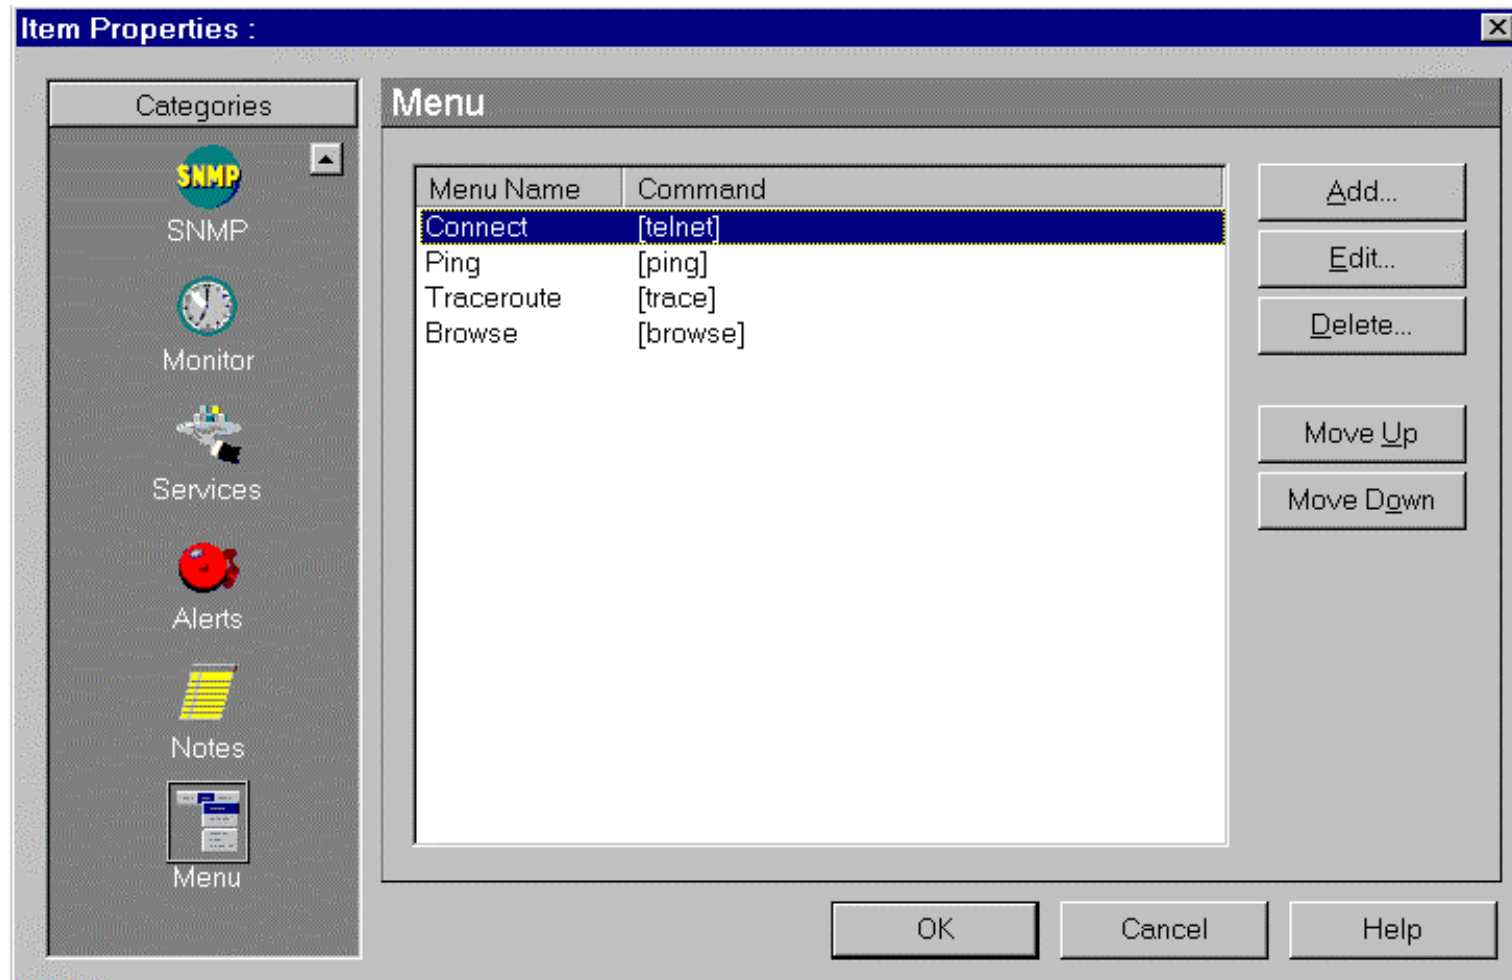 Item Properties :
Categories
SNMP
SNMP
Monitor
Services
Alerts
Notes
Menu
Menu
Menu Name Command
Connect [telnet]
Ping [ping]
Traceroute [trace]
Browse [browse]
Add...
Edit...
Delete...
Move Up
Move Down
OK Cancel Help